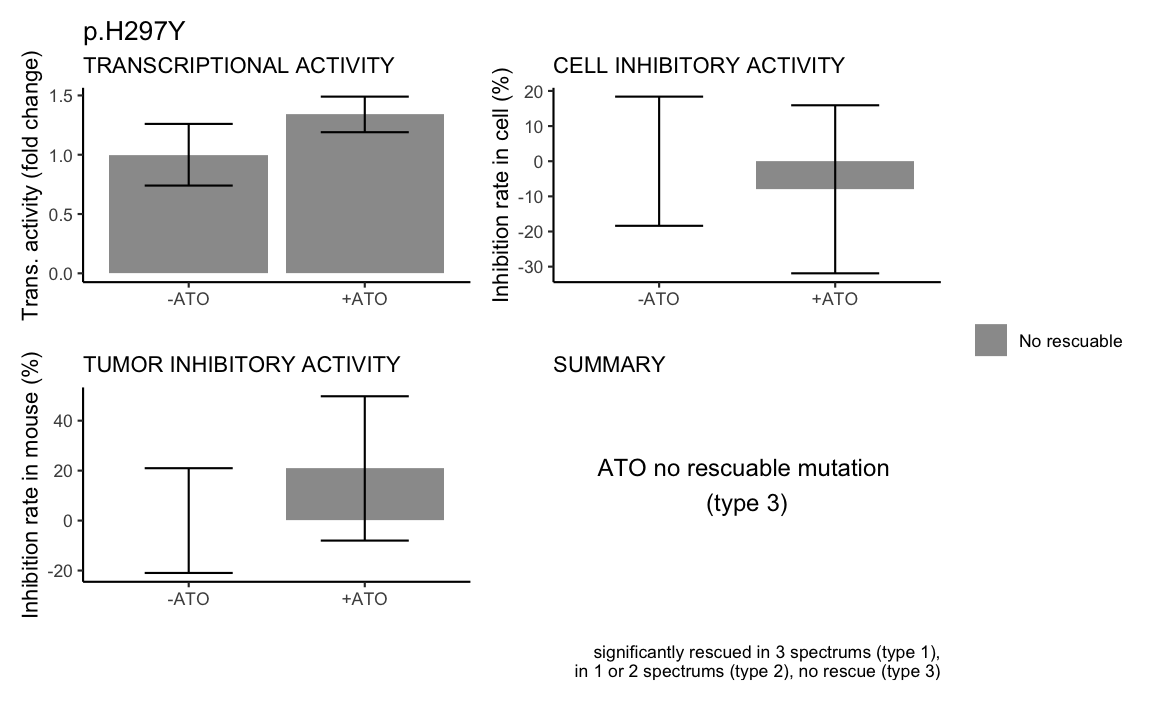 p.H297Y
TRANSCRIPTIONAL ACTIVITY
Trans. activity (fold change)
1.5
1.0
0.5
0.0
-ATO
+ATO
CELL INHIBITORY ACTIVITY
Inhibition rate in cell (%)
20
10
0
-10
-20
-30
-ATO
+ATO
No rescuable
TUMOR INHIBITORY ACTIVITY
Inhibition rate in mouse (%)
40
20
0
-20
-ATO
+ATO
SUMMARY
ATO no rescuable mutation
(type 3)
significantly rescued in 3 spectrums (type 1),
in 1 or 2 spectrums (type 2), no rescue (type 3)